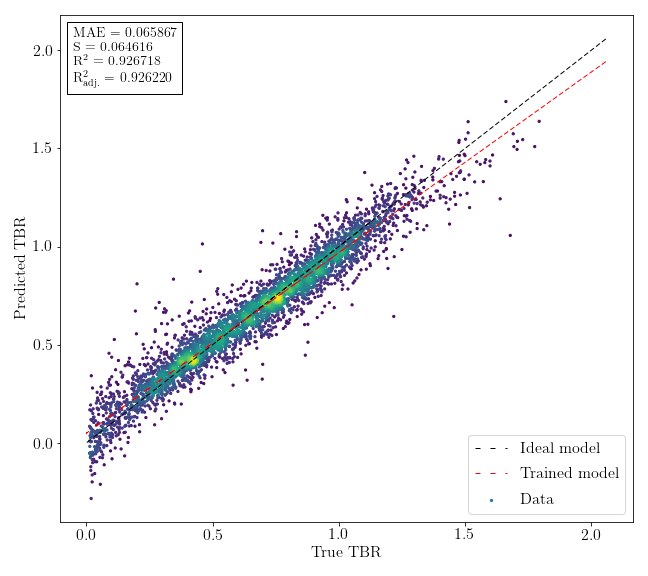 MAE = 0.065867
S = 0.064616
R² = 0.926718
R²adj. = 0.926220
2.0
1.5
1.0
0.5
0.0
Predicted TBR
Ideal model
Trained model
Data
0.0 0.5 1.0 1.5 2.0
True TBR